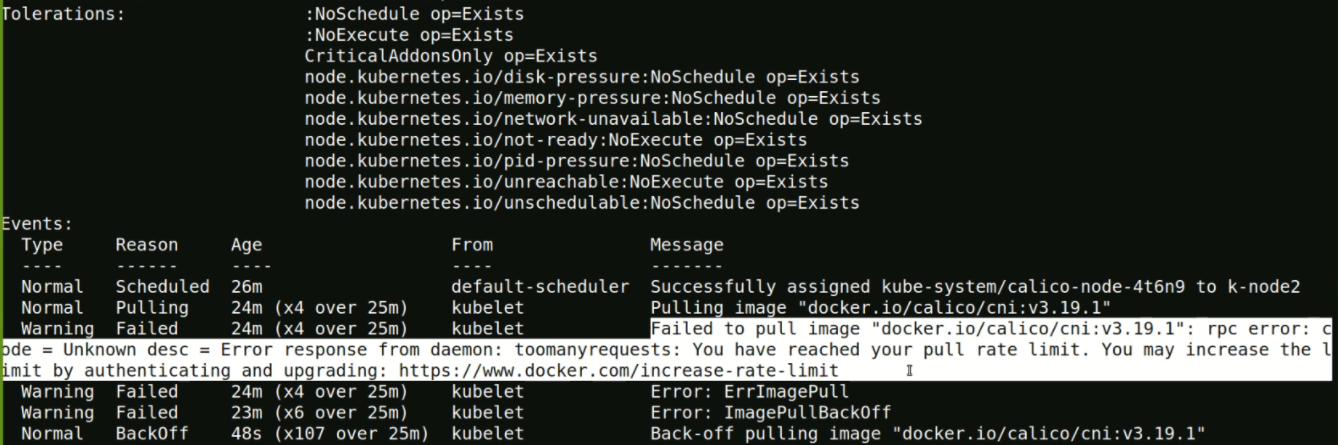 Tolerations: :NoSchedule op=Exists
:NoExecute op=Exists
CriticalAddonsOnly op=Exists
node.kubernetes.io/disk-pressure:NoSchedule op=Exists
node.kubernetes.io/memory-pressure:NoSchedule op=Exists
node.kubernetes.io/network-unavailable:NoSchedule op=Exists
node.kubernetes.io/not-ready:NoExecute op=Exists
node.kubernetes.io/pid-pressure:NoSchedule op=Exists
node.kubernetes.io/unreachable:NoExecute op=Exists
node.kubernetes.io/unschedulable:NoSchedule op=Exists
Events:
Type Reason Age From Message
---- ------ ---- ---- -------
Normal Scheduled 26m default-scheduler Successfully assigned kube-system/calico-node-4t6n9 to k-node2
Normal Pulling 24m (x4 over 25m) kubelet Pulling image "docker.io/calico/cni:v3.19.1"
Warning Failed 24m (x4 over 25m) kubelet Failed to pull image "docker.io/calico/cni:v3.19.1": rpc error: c
ode = Unknown desc = Error response from daemon: toomanyrequests: You have reached your pull rate limit. You may increase the l
imit by authenticating and upgrading: https://www.docker.com/increase-rate-limit
Warning Failed 24m (x4 over 25m) kubelet Error: ErrImagePull
Warning Failed 23m (x6 over 25m) kubelet Error: ImagePullBackOff
Normal BackOff 48s (x107 over 25m) kubelet Back-off pulling image "docker.io/calico/cni:v3.19.1"